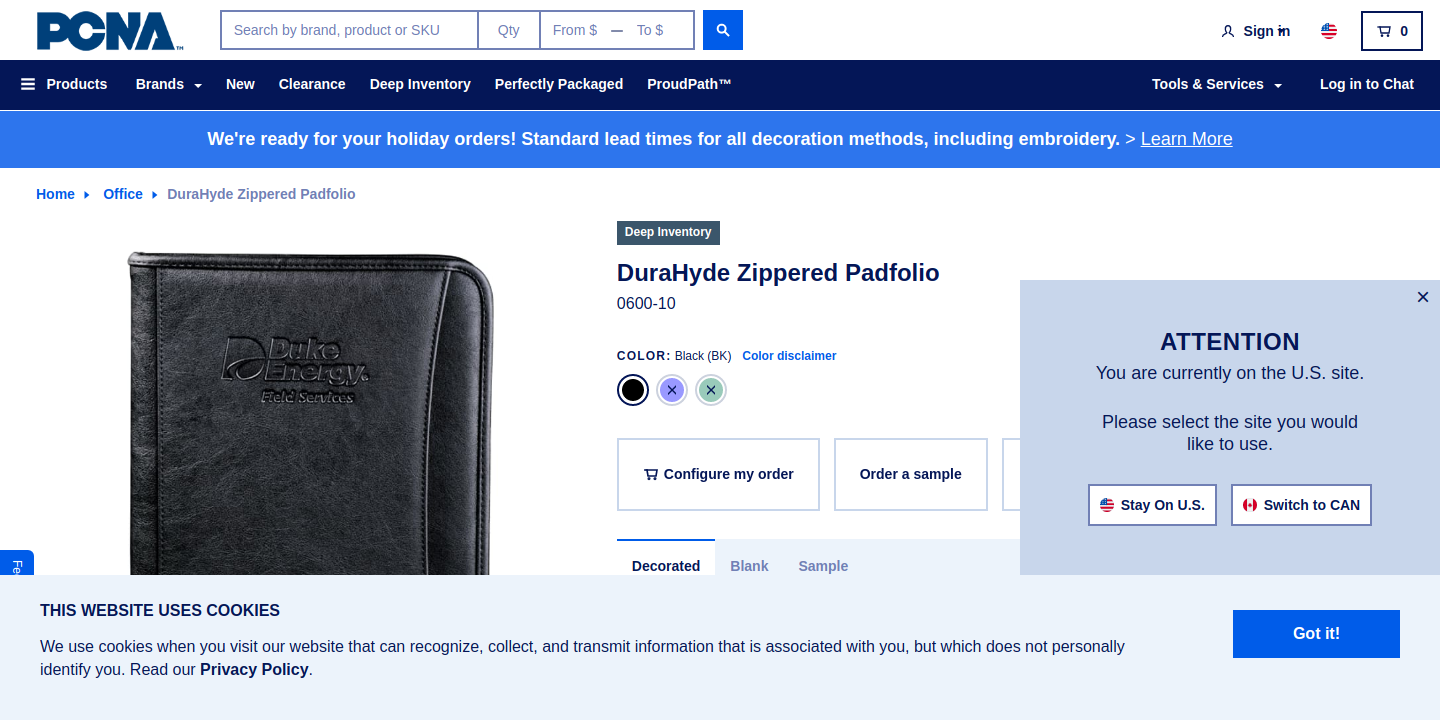 PCNA™
Search by brand, product or SKU
Qty
From $ — To $
Sign in
0
Products
Brands
New
Clearance
Deep Inventory
Perfectly Packaged
ProudPath™
Tools & Services
Log in to Chat
We're ready for your holiday orders! Standard lead times for all decoration methods, including embroidery. > Learn More
Home
Office
DuraHyde Zippered Padfolio
Deep Inventory
DuraHyde Zippered Padfolio
0600-10
COLOR: Black (BK) Color disclaimer
Duke
Energy®
Field Services
Configure my order
Order a sample
Decorated
Blank
Sample
ATTENTION
You are currently on the U.S. site.
Please select the site you would
like to use.
Stay On U.S.
Switch to CAN
THIS WEBSITE USES COOKIES
We use cookies when you visit our website that can recognize, collect, and transmit information that is associated with you, but which does not personally
identify you. Read our Privacy Policy.
Got it!